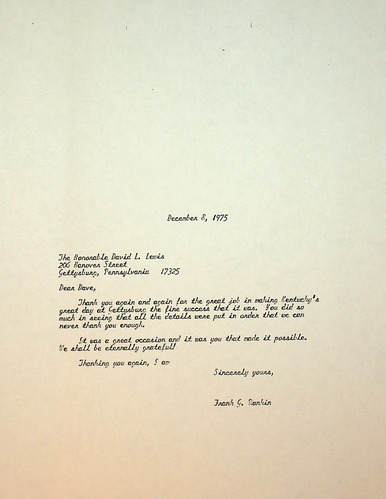 December 8, 1975
The Honorable David L. Lewis
206 Hanover Street
Gettysburg, Pennsylvania 17325
Dear Dave,
Thank you again and again for the great job in making Kentucky's
great day at Gettysburg the fine success that it was. You did so
much in seeing that all the details were put in order that we can
never thank you enough.
It was a great occasion and it was you that made it possible.
We shall be eternally grateful!
Thanking you again, I am
Sincerely yours,
Frank G. Rankin